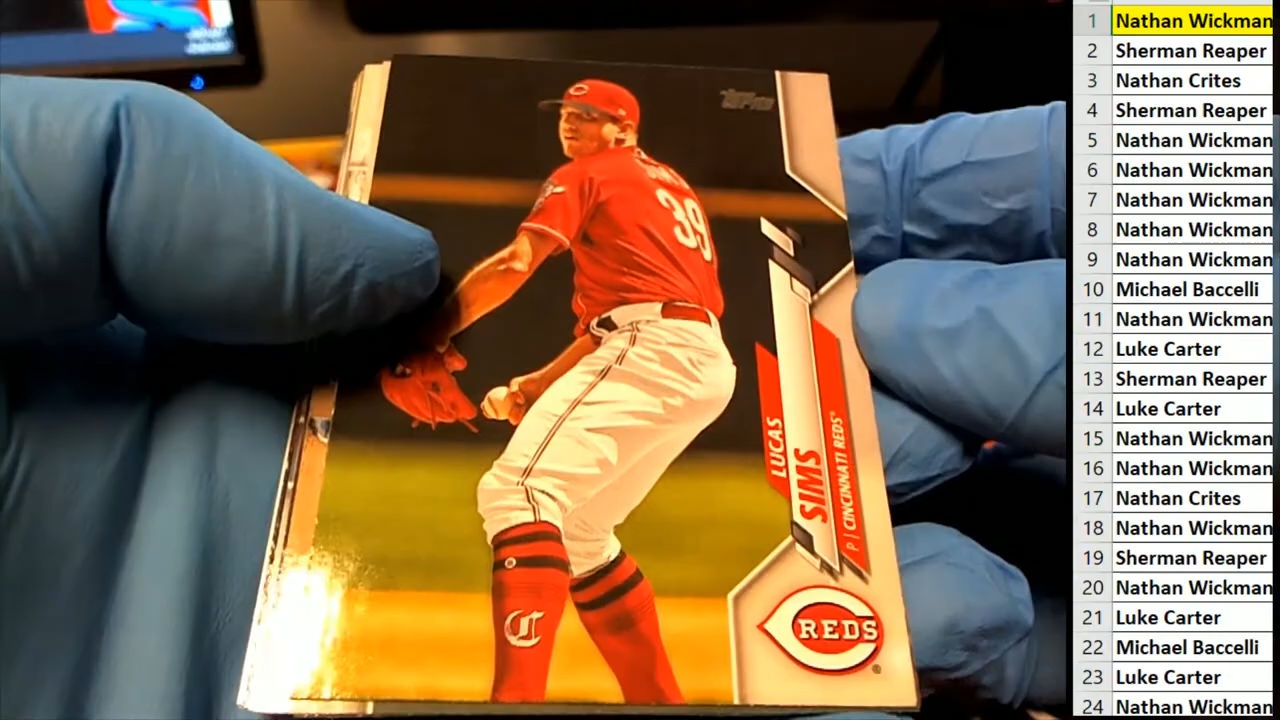 Topps
SIMS
39
LUCAS
SIMS
P | CINCINNATI REDS®
C
REDS
®
1 Nathan Wickman
2 Sherman Reaper
3 Nathan Crites
4 Sherman Reaper
5 Nathan Wickman
6 Nathan Wickman
7 Nathan Wickman
8 Nathan Wickman
9 Nathan Wickman
10 Michael Baccelli
11 Nathan Wickman
12 Luke Carter
13 Sherman Reaper
14 Luke Carter
15 Nathan Wickman
16 Nathan Wickman
17 Nathan Crites
18 Nathan Wickman
19 Sherman Reaper
20 Nathan Wickman
21 Luke Carter
22 Michael Baccelli
23 Luke Carter
24 Nathan Wickman